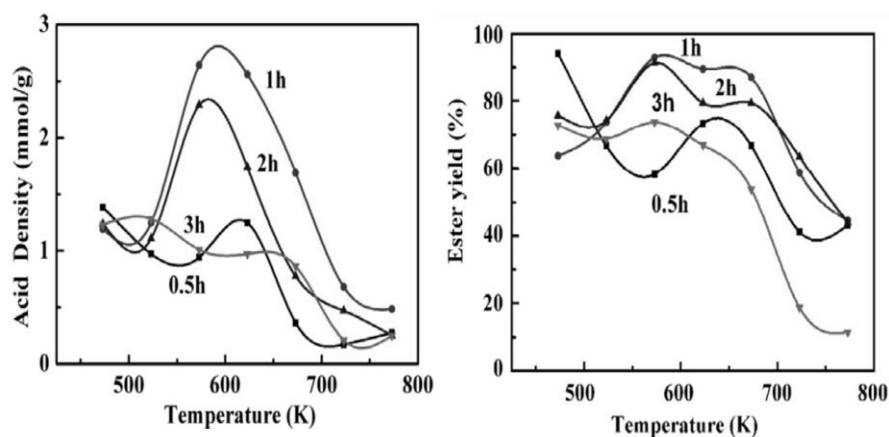 Acid Density (mmol/g)
3
2
1
0
1h
2h
3h
0.5h
500
600
700
800
Temperature (K)
Ester yield (%)
100
80
60
40
20
0
1h
2h
3h
0.5h
500
600
700
800
Temperature (K)